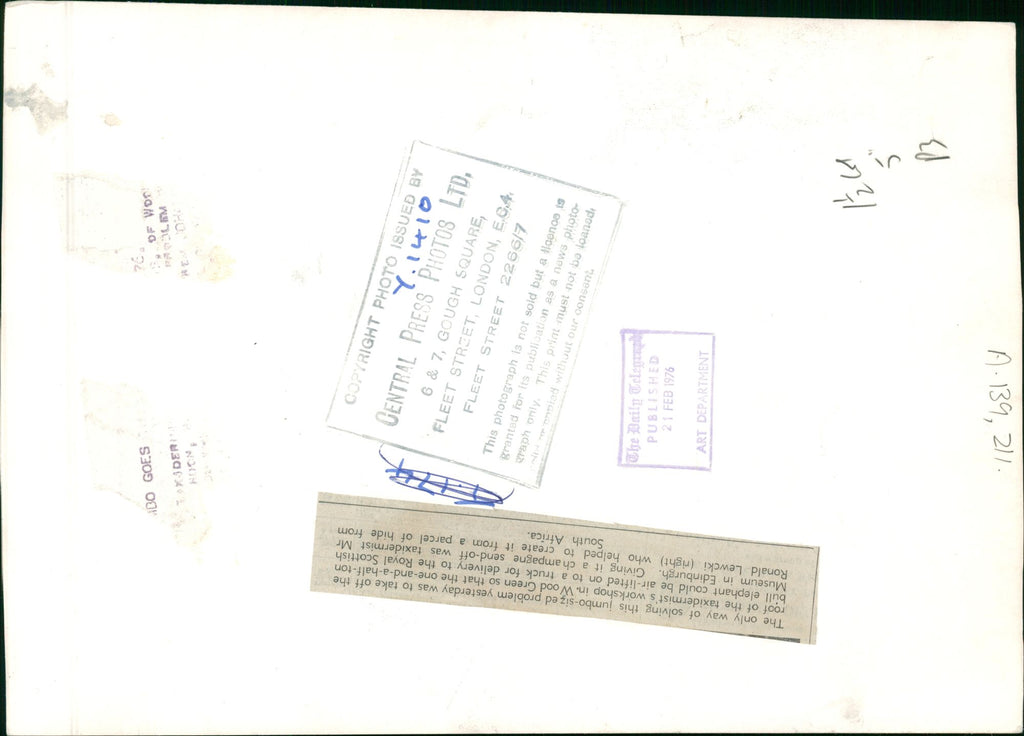 COPYRIGHT PHOTO ISSUED BY
Y.1410
CENTRAL PRESS PHOTOS LTD,
6 & 7, GOUGH SQUARE,
FLEET STREET, LONDON, E.C.4.
FLEET STREET 2266/7
This photograph is not sold but a licence is
granted for its publication as a news photo-
graph only. This print must not be loaned,
or copied without our consent.
The Daily Telegraph
PUBLISHED
21 FEB 1976
ART DEPARTMENT
The only way of solving this jumbo-sized problem yesterday was to take off the
roof of the taxidermist's workshop in Wood Green so that the one-and-a-half-ton
bull elephant could be air-lifted on to a truck for delivery to the Royal Scottish
Museum in Edinburgh. Giving it a champagne send-off was taxidermist Mr
Ronald Lewcki (right) who helped to create it from a parcel of hide from
South Africa.
OF WOO
PROBLEM
GOES
A.139,211.